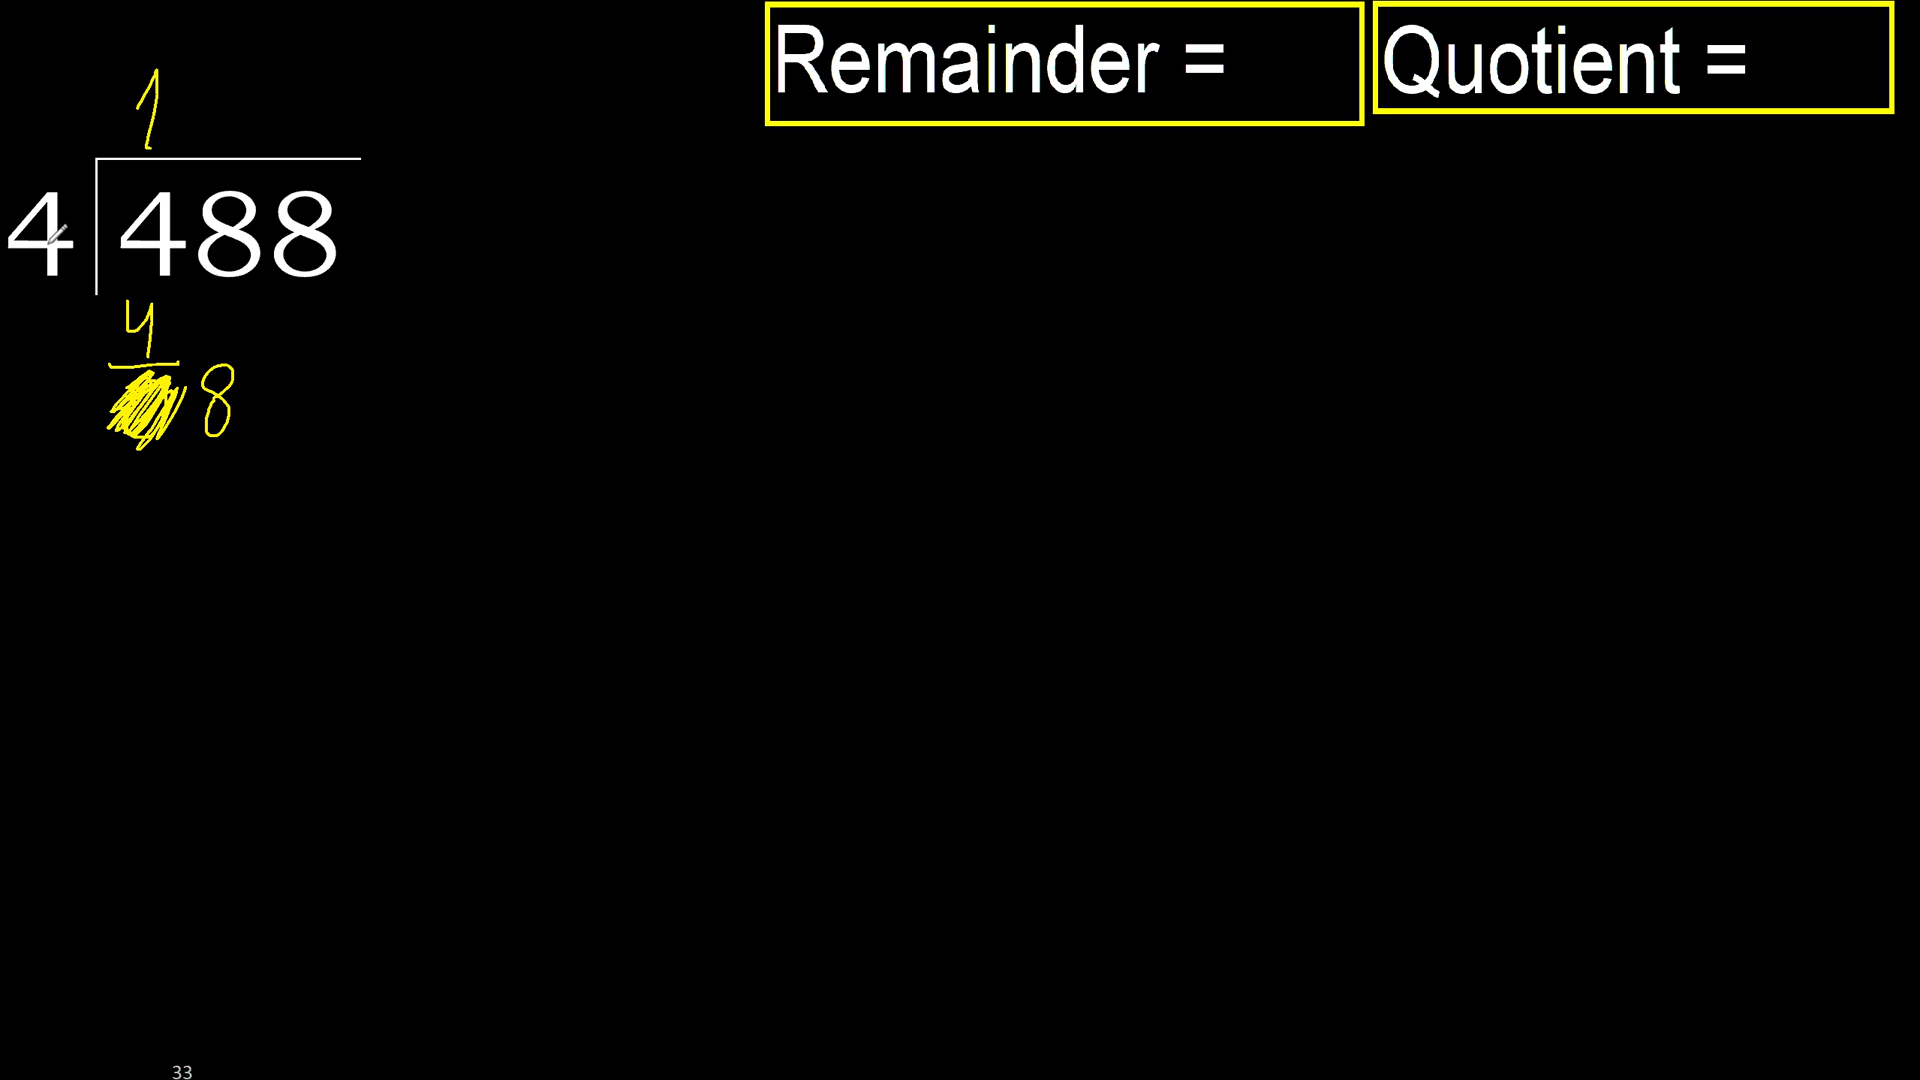 Remainder =
Quotient =
1
4 488
4
8
33